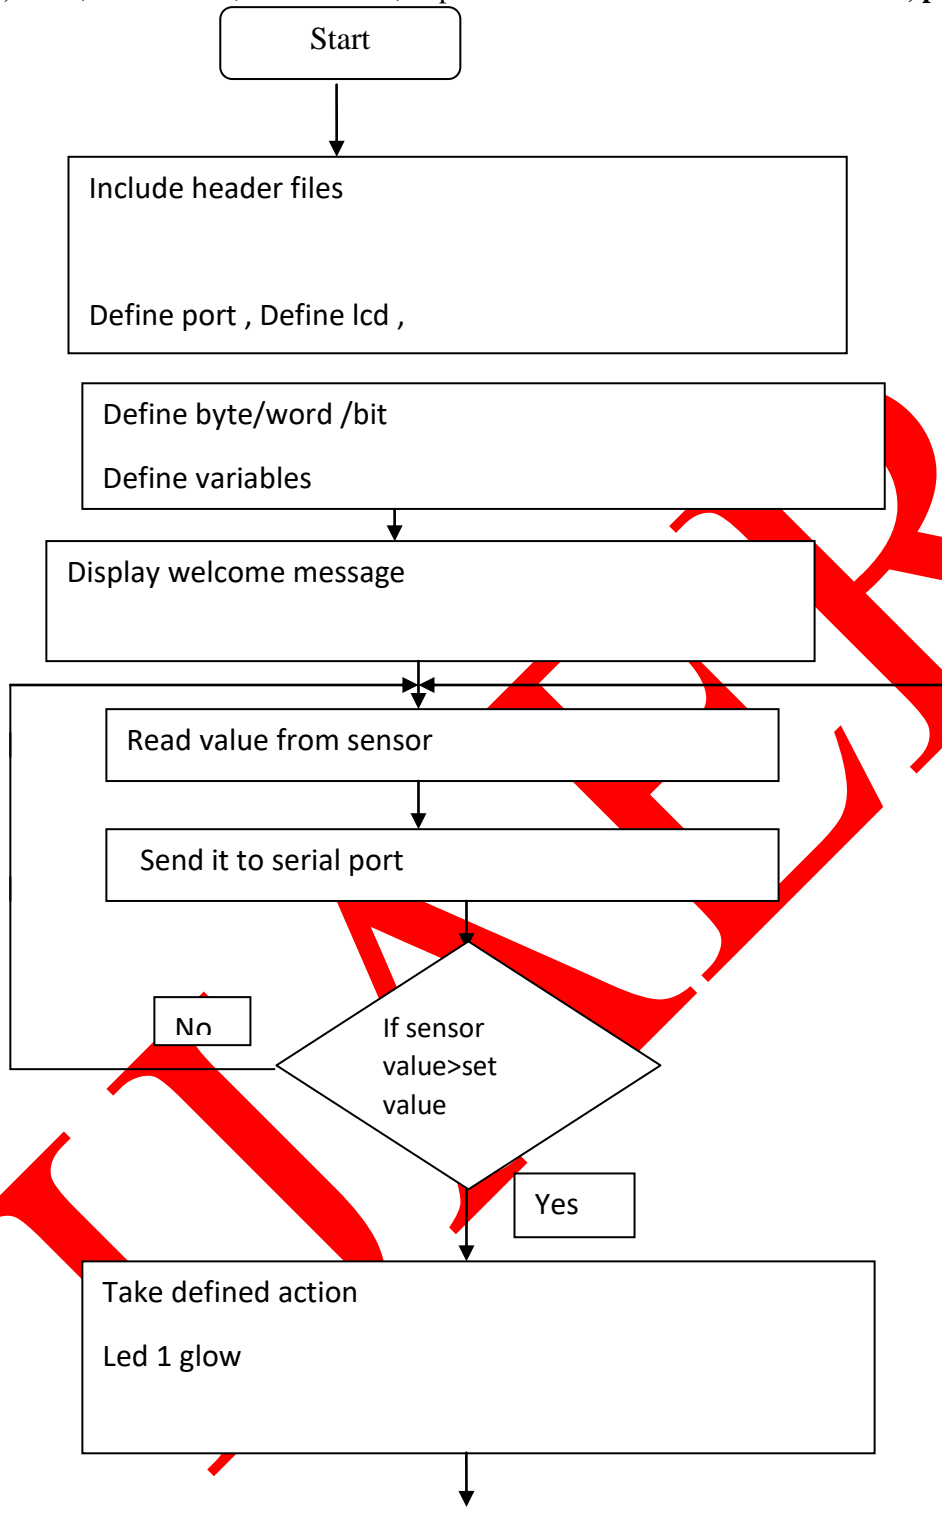 Start
Include header files
Define port , Define lcd ,
Define byte/word /bit
Define variables
Display welcome message
Read value from sensor
Send it to serial port
No
If sensor
value>set
value
Yes
Take defined action
Led 1 glow